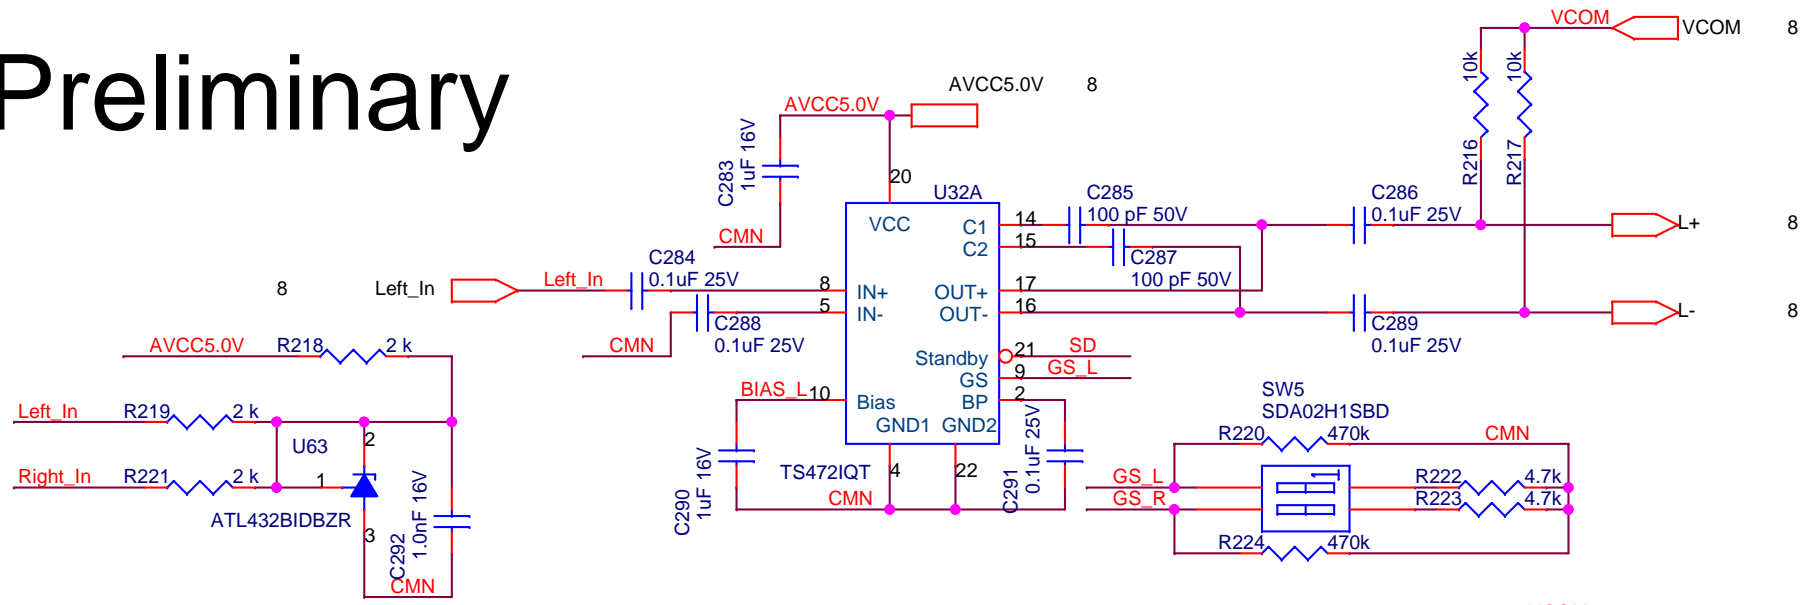 Preliminary
VCOM
VCOM
8
10k
10k
R216
R217
AVCC5.0V
8
AVCC5.0V
C283
1uF 16V
CMN
20
U32A
VCC
C1
C2
IN+
IN-
OUT+
OUT-
Standby
GS
BP
Bias
GND1
GND2
TS472IQT
14
15
17
16
21
9
2
8
5
10
4
22
C285
100 pF 50V
C287
100 pF 50V
C286
0.1uF 25V
C289
0.1uF 25V
L+
8
L-
8
8
Left_In
Left_In
C284
0.1uF 25V
C288
0.1uF 25V
CMN
SD
GS_L
BIAS_L
C290
1uF 16V
CMN
C291
0.1uF 25V
AVCC5.0V
R218
2 k
Left_In
R219
2 k
Right_In
R221
2 k
U63
2
1
3
ATL432BIDBZR
C292
1.0nF 16V
CMN
SW5
SDA02H1SBD
R220
470k
CMN
GS_L
GS_R
1
R222
4.7k
R223
4.7k
R224
470k